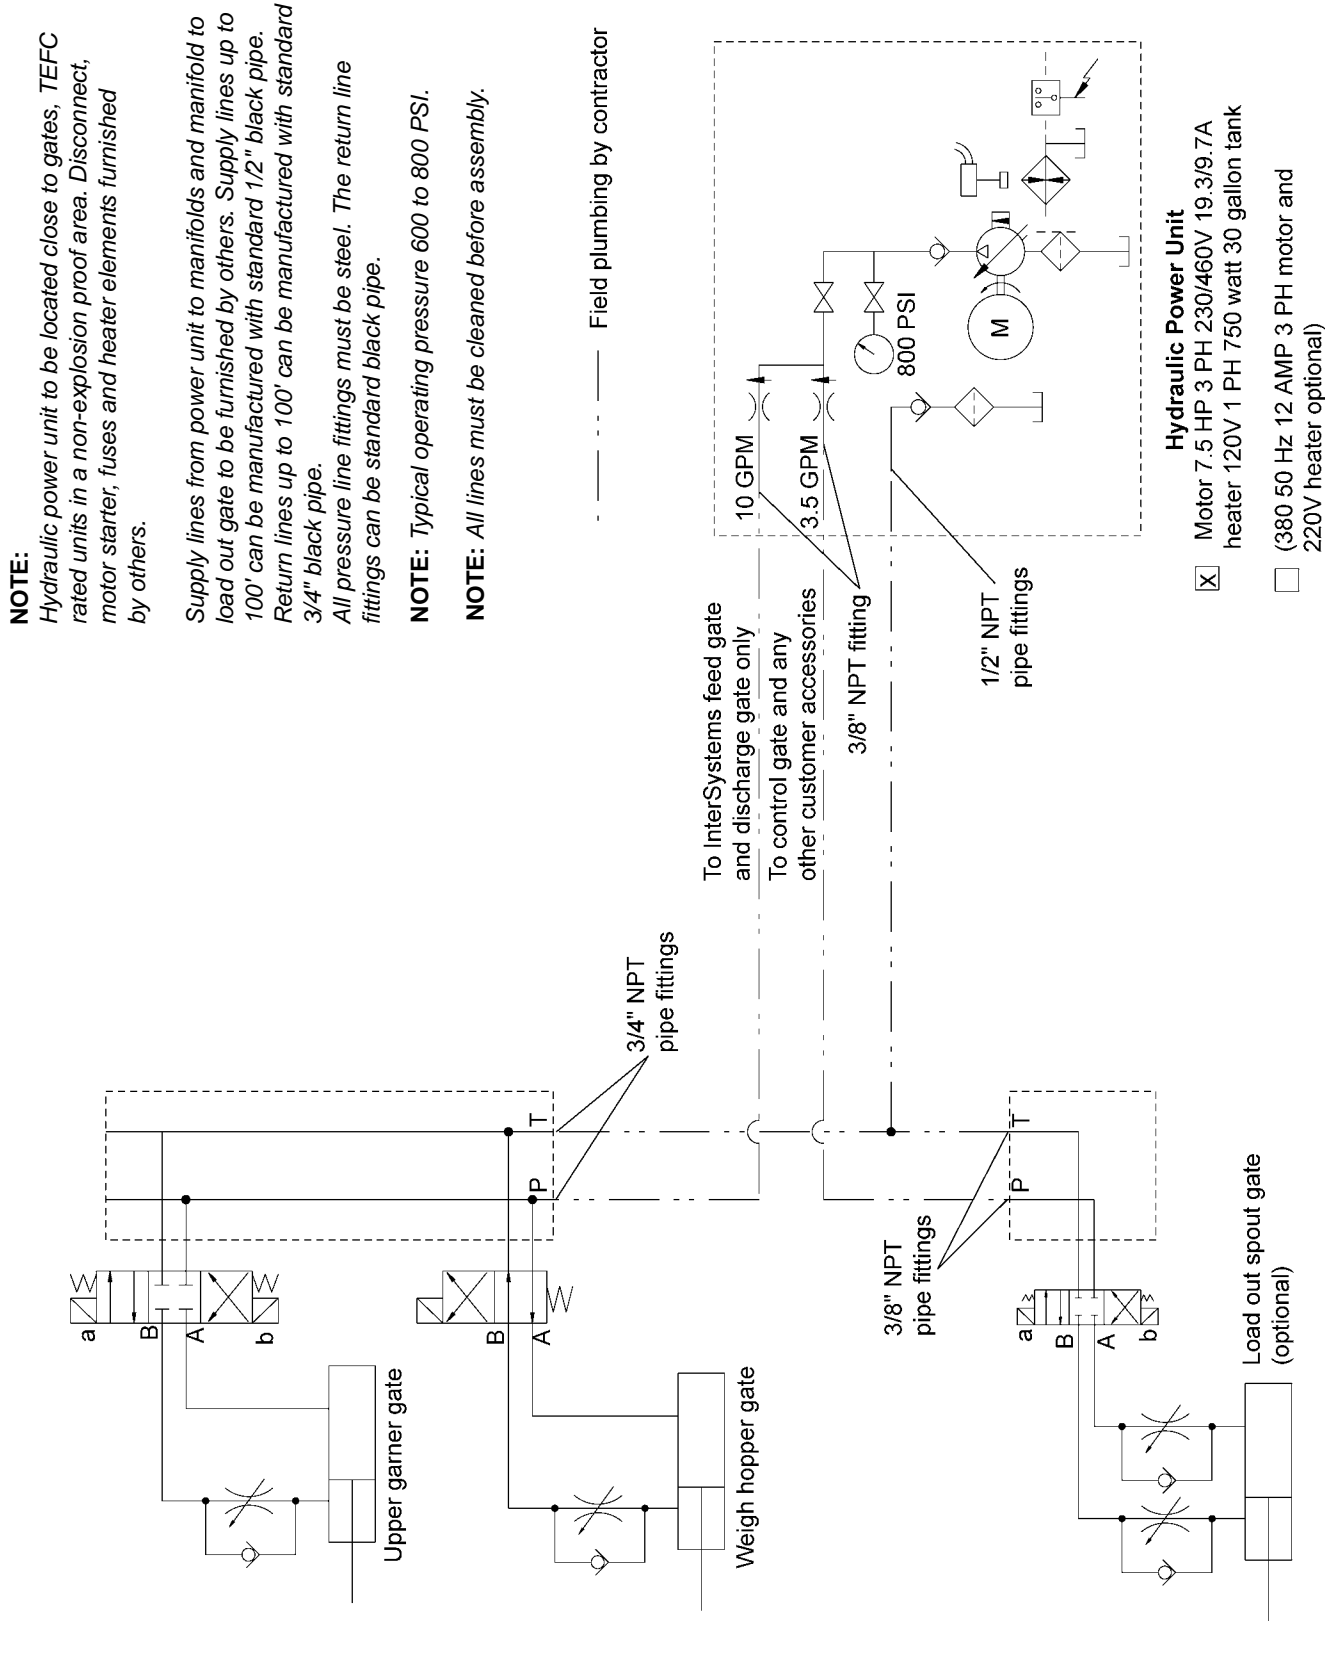 NOTE:
Hydraulic power unit to be located close to gates, TEFC
rated units in a non-explosion proof area. Disconnect,
motor starter, fuses and heater elements furnished
by others.
Supply lines from power unit to manifolds and manifold to
load out gate to be furnished by others. Supply lines up to
100' can be manufactured with standard 1/2" black pipe.
Return lines up to 100' can be manufactured with standard
3/4" black pipe.
All pressure line fittings must be steel. The return line
fittings can be standard black pipe.
NOTE: Typical operating pressure 600 to 800 PSI.
NOTE: All lines must be cleaned before assembly.
Field plumbing by contractor
a
B
A
b
Upper garner gate
B
A
Weigh hopper gate
T
P
3/4" NPT
pipe fittings
To InterSystems feed gate
and discharge gate only
To control gate and any
other customer accessories
10 GPM
3.5 GPM
3/8" NPT fitting
800 PSI
M
1/2" NPT
pipe fittings
3/8" NPT
pipe fittings
T
P
a
B
A
b
Load out spout gate
(optional)
Hydraulic Power Unit
X Motor 7.5 HP 3 PH 230/460V 19.3/9.7A
heater 120V 1 PH 750 watt 30 gallon tank
(380 50 Hz 12 AMP 3 PH motor and
220V heater optional)